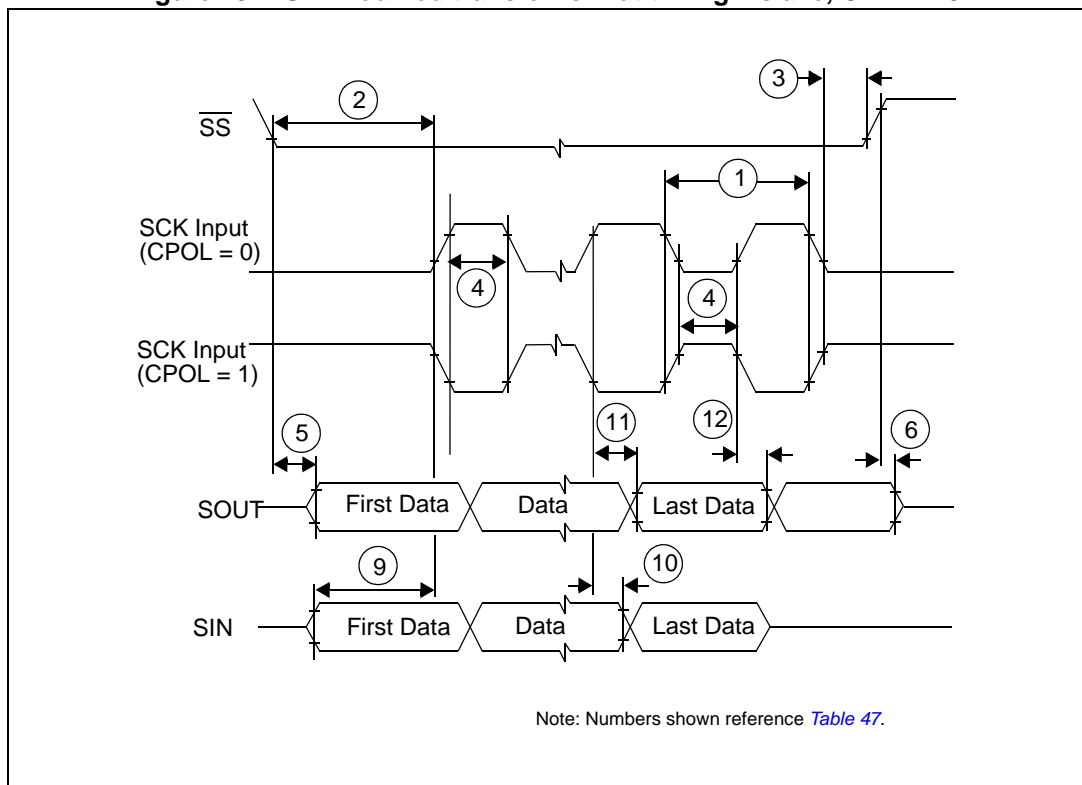 3
2
SS
1
SCK Input
(CPOL = 0)
4
4
SCK Input
(CPOL = 1)
5
11
12
6
SOUT
First Data
Data
Last Data
9
10
SIN
First Data
Data
Last Data
Note: Numbers shown reference Table 47.